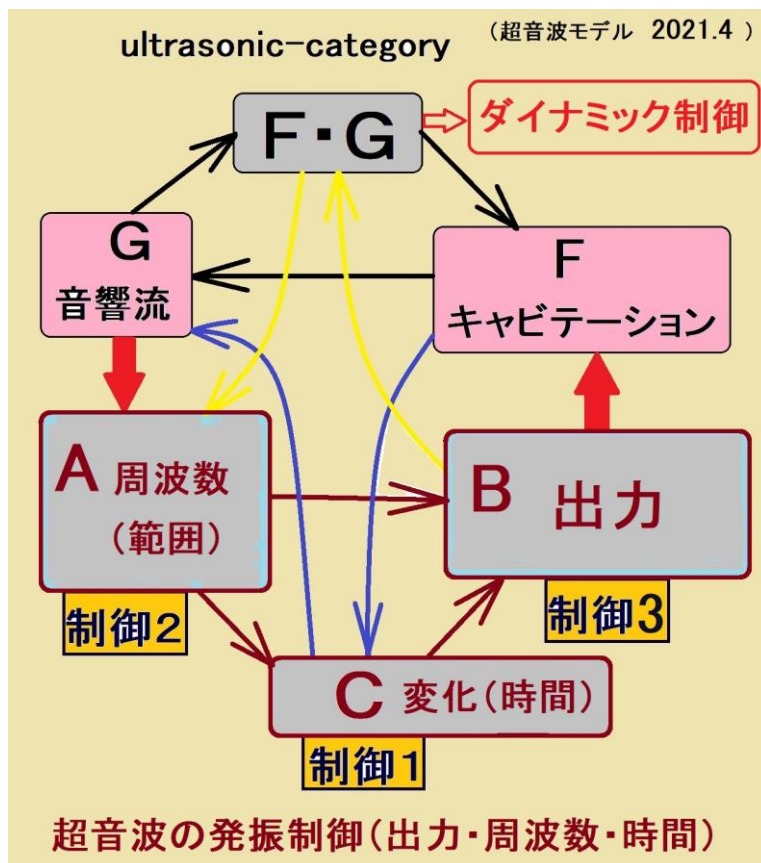 ultrasonic-category
(超音波モデル 2021.4 )
F・G
ダイナミック制御
G
音響流
F
キャビテーション
A 周波数
(範囲)
B 出力
制御2
制御3
C 変化(時間)
制御1
超音波の発振制御(出力・周波数・時間)